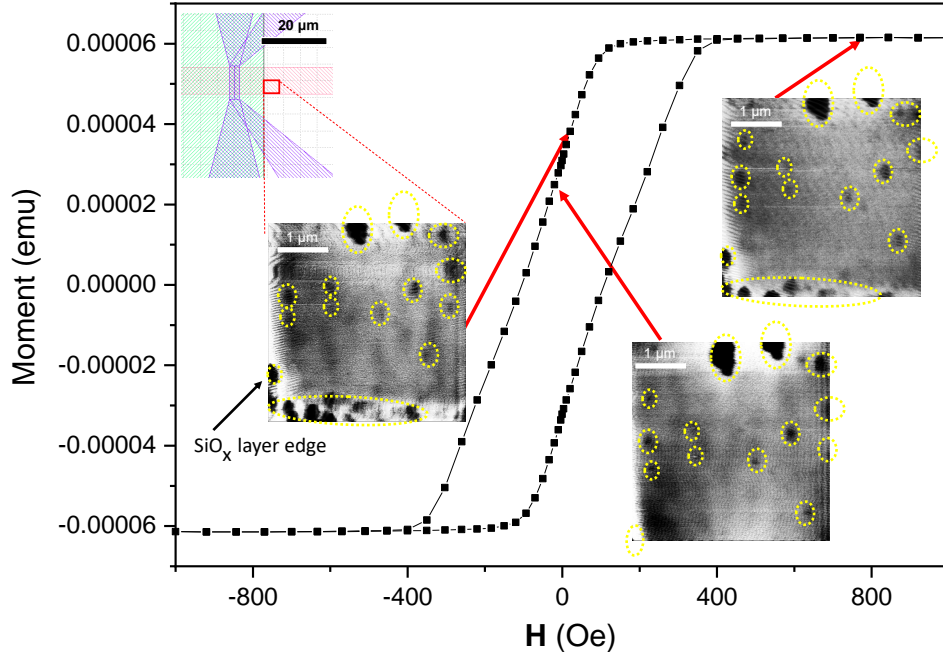 20 µm
0.00006
0.00004
0.00002
0.00000
-0.00002
-0.00004
-0.00006
Moment (emu)
1 µm
1 µm
1 µm
SiOx layer edge
-800
-400
0
400
800
H (Oe)